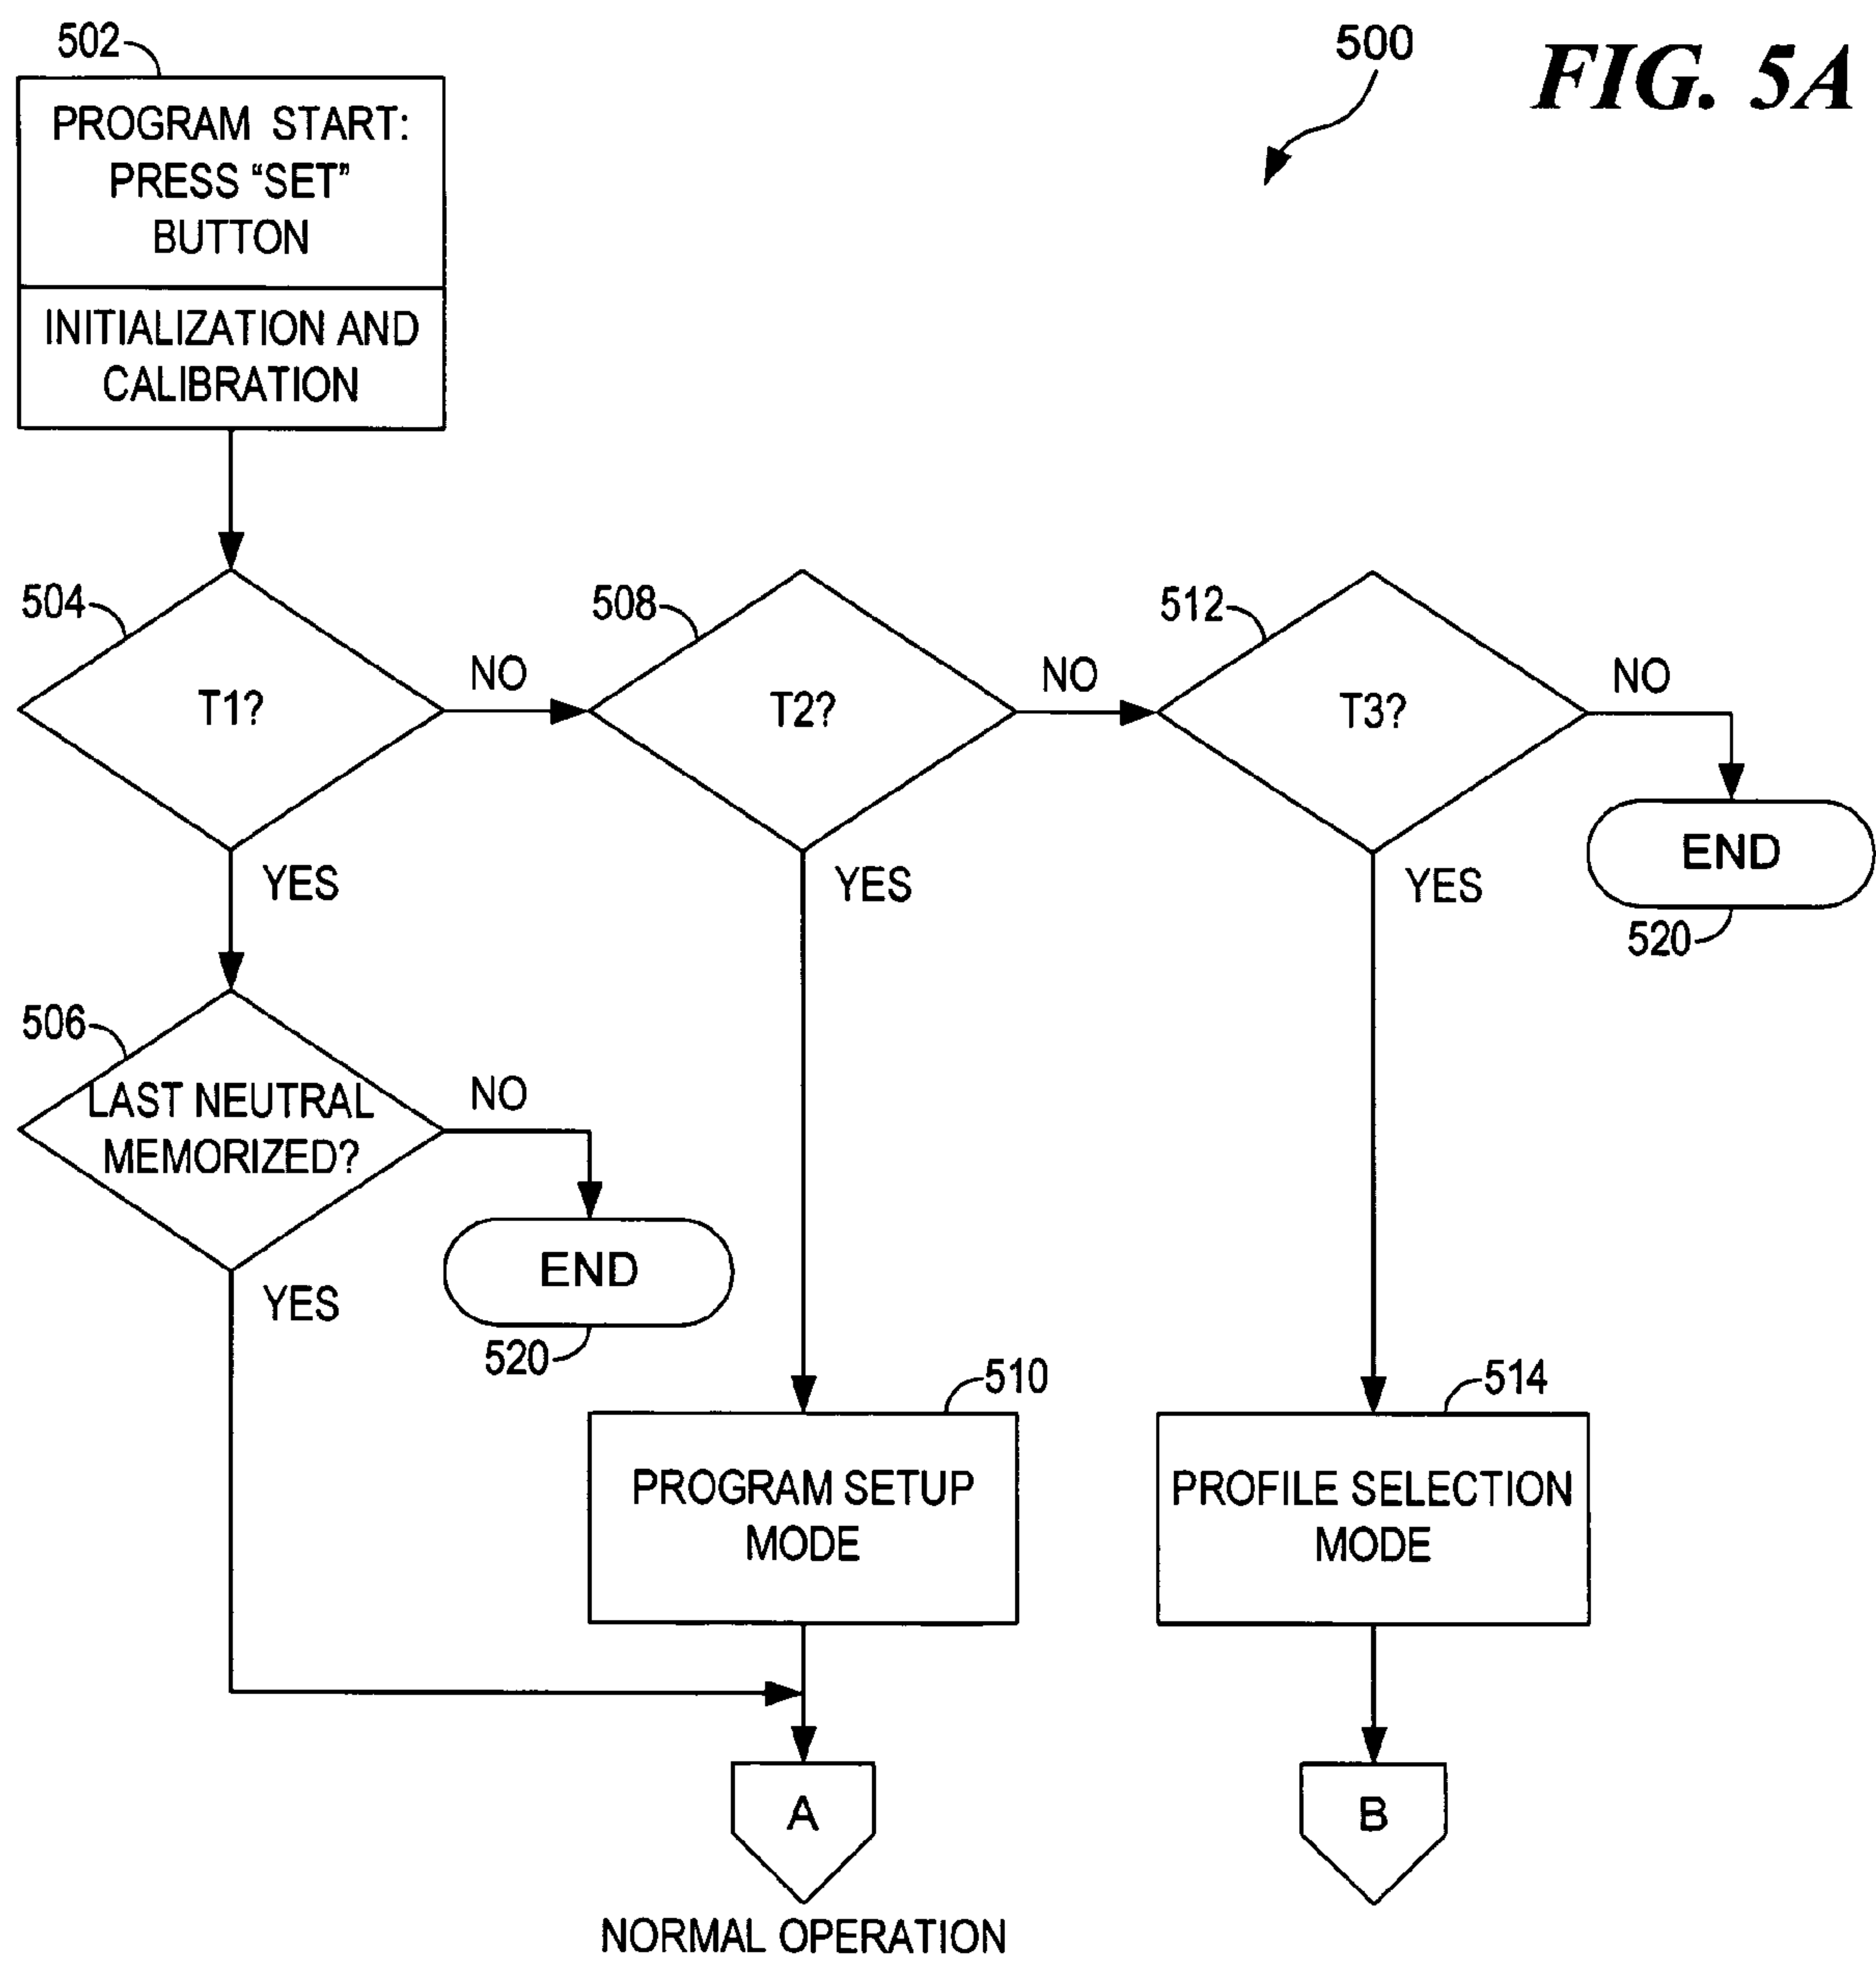 502
500
FIG. 5A
PROGRAM START:
PRESS "SET"
BUTTON
INITIALIZATION AND
CALIBRATION
504
T1?
NO
508
T2?
NO
512
T3?
NO
YES
YES
YES
END
520
506
LAST NEUTRAL
MEMORIZED?
NO
END
520
YES
510
PROGRAM SETUP
MODE
514
PROFILE SELECTION
MODE
A
NORMAL OPERATION
B